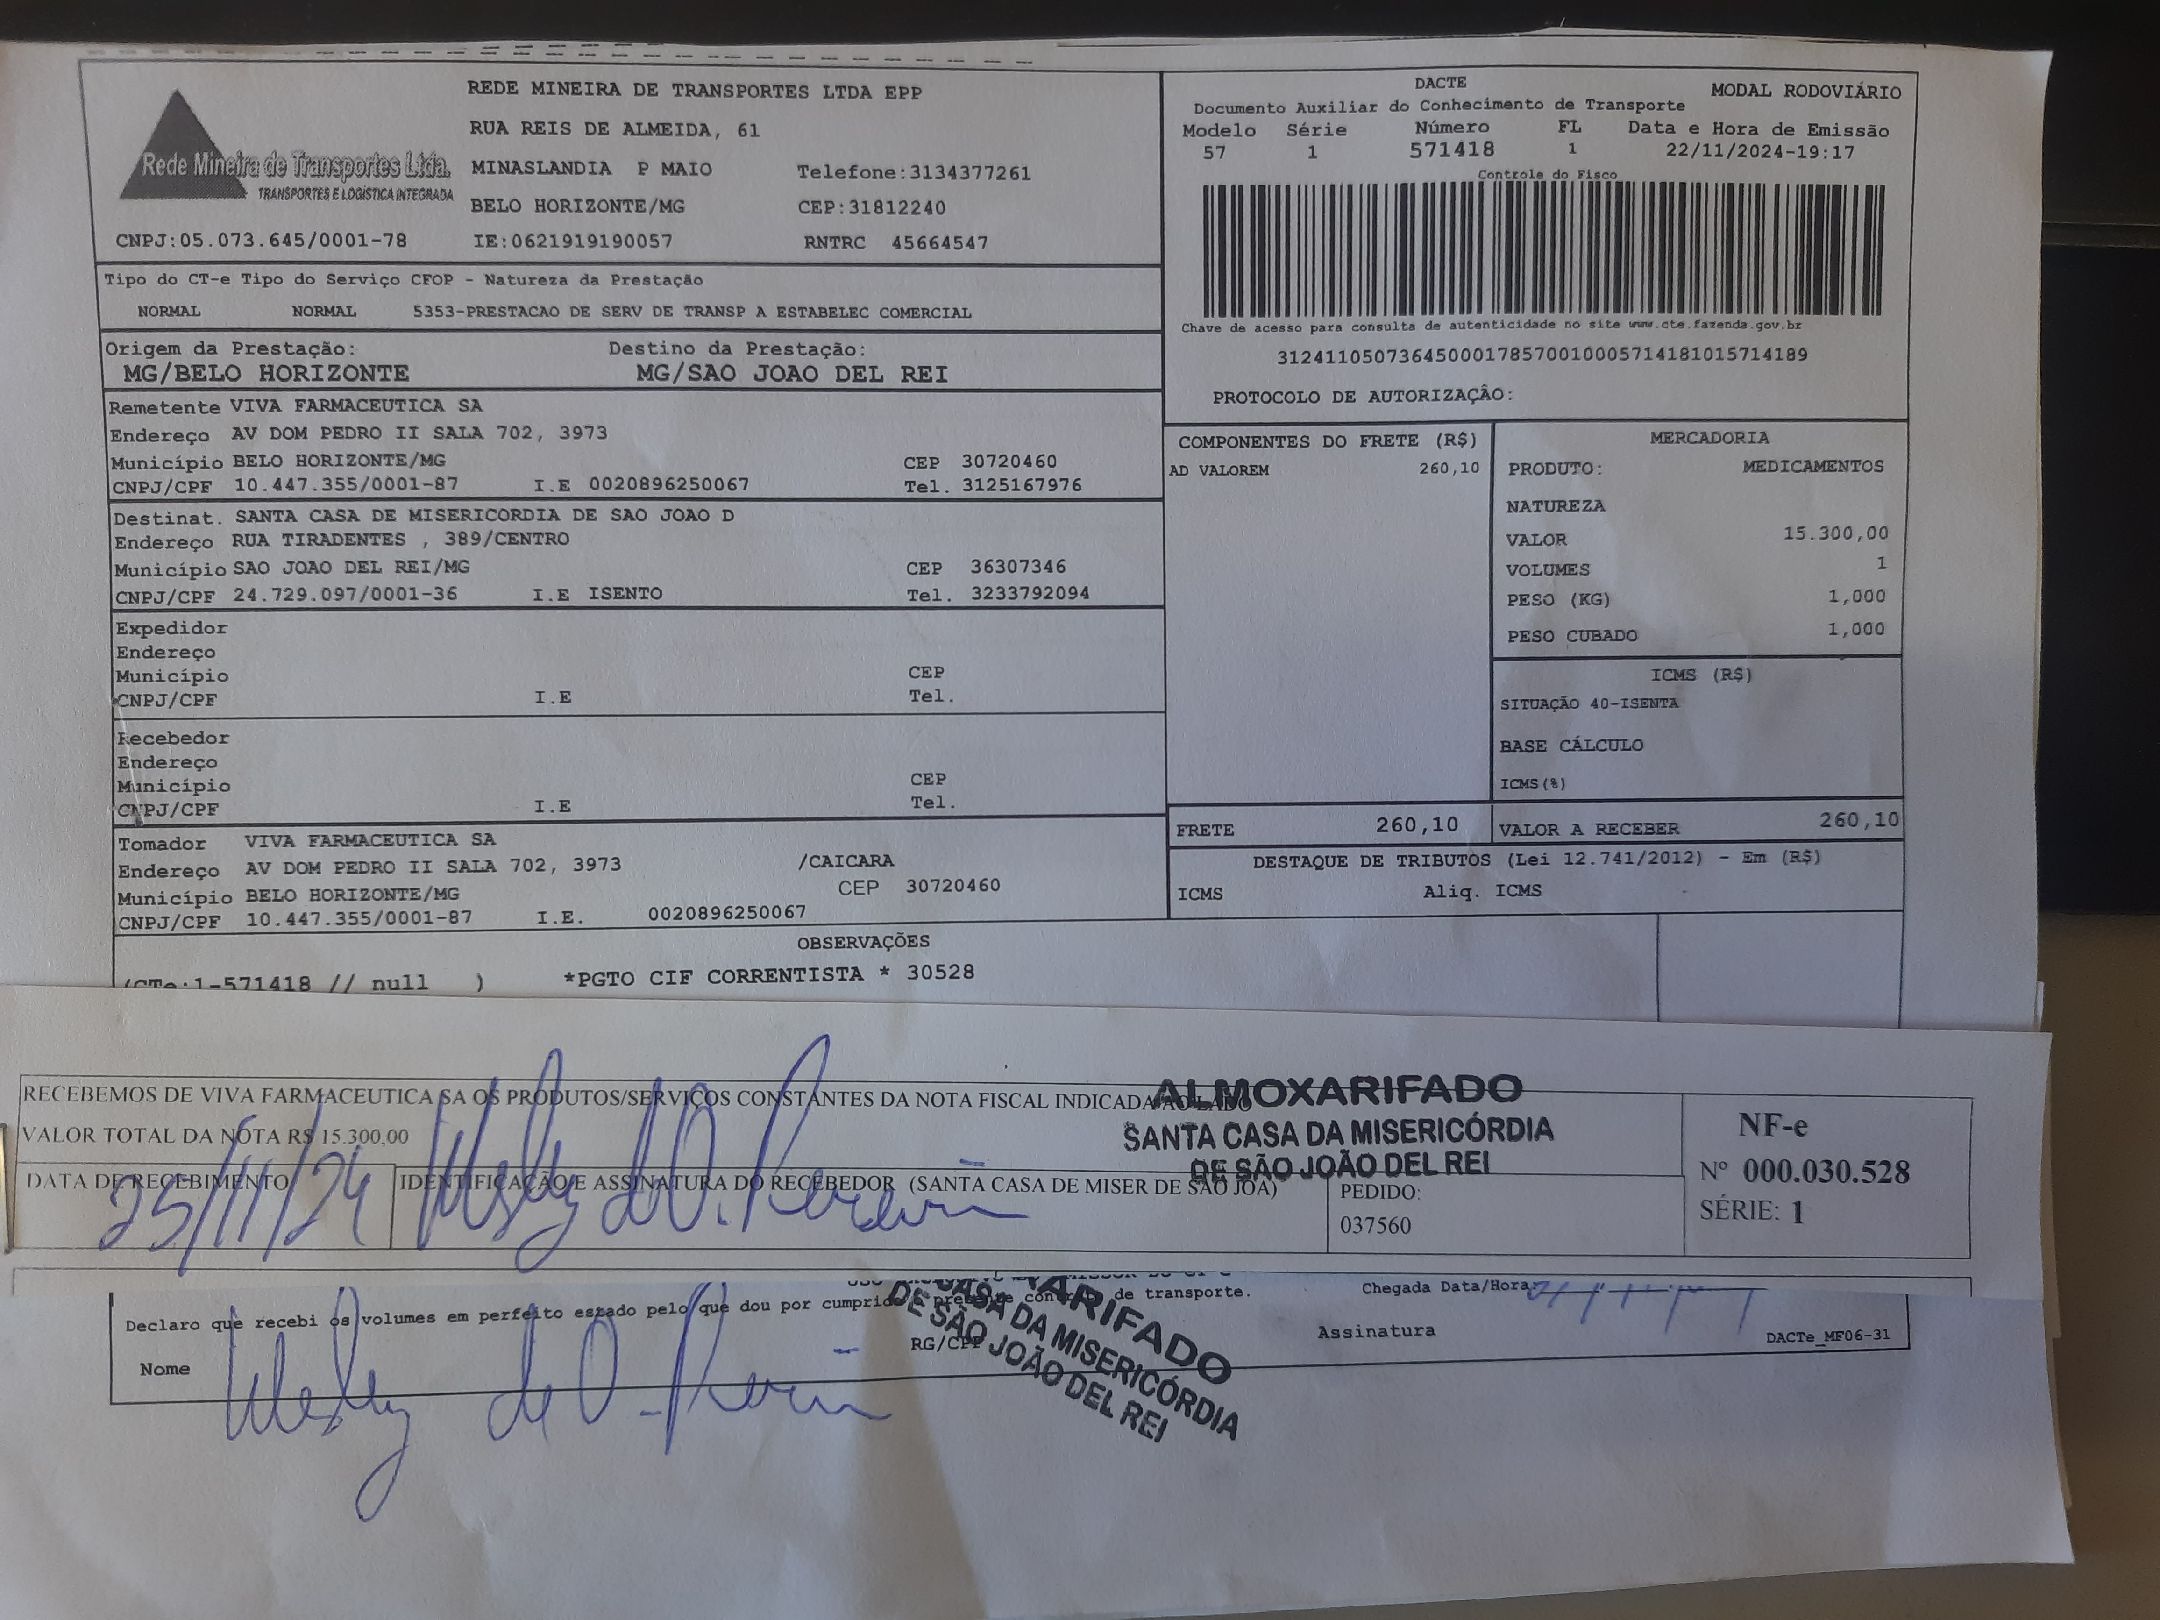 Rede Mineira de Transportes Ltda.
TRANSPORTES E LOGÍSTICA INTEGRADA
REDE MINEIRA DE TRANSPORTES LTDA EPP
RUA REIS DE ALMEIDA, 61
MINASLANDIA P MAIO Telefone:3134377261
BELO HORIZONTE/MG CEP:31812240
CNPJ:05.073.645/0001-78 IE:0621919190057 RNTRC 45664547
DACTE MODAL RODOVIÁRIO
Documento Auxiliar do Conhecimento de Transporte
Modelo Série Número FL Data e Hora de Emissão
57 1 571418 1 22/11/2024-19:17
Controle do Fisco
Chave de acesso para consulta de autenticidade no site www.cte.fazenda.gov.br
31241105073645000178570010005714181015714189
PROTOCOLO DE AUTORIZAÇÂO:
Tipo do CT-e Tipo do Serviço CFOP - Natureza da Prestação
NORMAL NORMAL 5353-PRESTACAO DE SERV DE TRANSP A ESTABELEC COMERCIAL
Origem da Prestação: Destino da Prestação:
MG/BELO HORIZONTE MG/SAO JOAO DEL REI
Remetente VIVA FARMACEUTICA SA
Endereço AV DOM PEDRO II SALA 702, 3973
Município BELO HORIZONTE/MG CEP 30720460
CNPJ/CPF 10.447.355/0001-87 I.E 0020896250067 Tel. 3125167976
Destinat. SANTA CASA DE MISERICORDIA DE SAO JOAO D
Endereço RUA TIRADENTES , 389/CENTRO
Município SAO JOAO DEL REI/MG CEP 36307346
CNPJ/CPF 24.729.097/0001-36 I.E ISENTO Tel. 3233792094
Expedidor
Endereço
Município CEP
CNPJ/CPF I.E Tel.
Recebedor
Endereço
Município CEP
CNPJ/CPF I.E Tel.
Tomador VIVA FARMACEUTICA SA
Endereço AV DOM PEDRO II SALA 702, 3973 /CAICARA
Município BELO HORIZONTE/MG CEP 30720460
CNPJ/CPF 10.447.355/0001-87 I.E. 0020896250067
COMPONENTES DO FRETE (R$)
AD VALOREM 260,10
MERCADORIA
PRODUTO: MEDICAMENTOS
NATUREZA
VALOR 15.300,00
VOLUMES 1
PESO (KG) 1,000
PESO CUBADO 1,000
ICMS (R$)
SITUAÇÃO 40-ISENTA
BASE CÁLCULO
ICMS(%)
FRETE 260,10 VALOR A RECEBER 260,10
DESTAQUE DE TRIBUTOS (Lei 12.741/2012) - Em (R$)
ICMS Aliq. ICMS
OBSERVAÇÕES
(CTe:1-571418 // null ) *PGTO CIF CORRENTISTA * 30528
RECEBEMOS DE VIVA FARMACEUTICA SA OS PRODUTOS/SERVIÇOS CONSTANTES DA NOTA FISCAL INDICADA AO LADO
VALOR TOTAL DA NOTA R$ 15.300,00
DATA DE RECEBIMENTO IDENTIFICAÇÃO E ASSINATURA DO RECEBEDOR (SANTA CASA DE MISER DE SAO JOA)
25/11/24 Weslly de O. Pereira
ALMOXARIFADO
SANTA CASA DA MISERICÓRDIA
DE SÃO JOÃO DEL REI
PEDIDO:
037560
NF-e
Nº 000.030.528
SÉRIE: 1
Declaro que recebi os volumes em perfeito estado pelo que dou por cumprido o presente contrato de transporte.
Chegada Data/Hora
Nome RG/CPF Assinatura DACTe_MF06-31
ARIFADO
CASA DA MISERICÓRDIA
DE SÃO JOÃO DEL REI